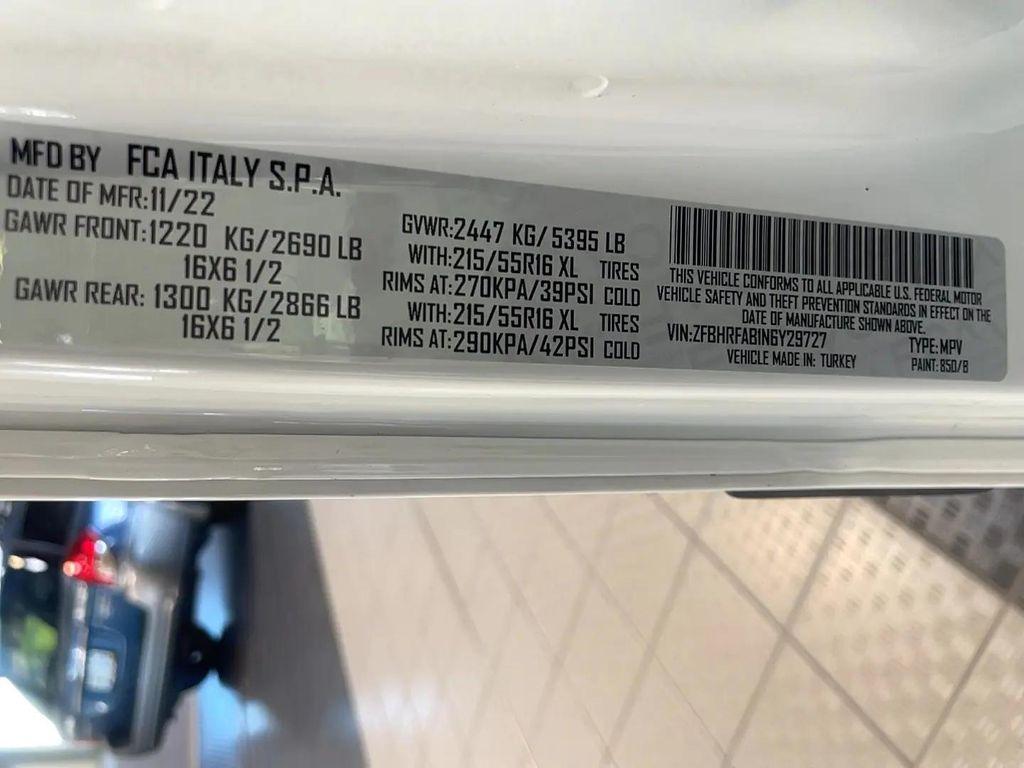 MFD BY FCA ITALY S.P.A.
DATE OF MFR:11/22
GAWR FRONT:1220 KG/2690 LB
16X6 1/2
GAWR REAR: 1300 KG/2866 LB
16X6 1/2
GVWR:2447 KG/ 5395 LB
WITH:215/55R16 XL TIRES
RIMS AT:270KPA/39PSI COLD
WITH:215/55R16 XL TIRES
RIMS AT:290KPA/42PSI COLD
THIS VEHICLE CONFORMS TO ALL APPLICABLE U.S. FEDERAL MOTOR
VEHICLE SAFETY AND THEFT PREVENTION STANDARDS IN EFFECT ON THE
DATE OF MANUFACTURE SHOWN ABOVE.
VIN:ZFBHRFAB1N6Y29727 TYPE:MPV
VEHICLE MADE IN: TURKEY PAINT: 850/B